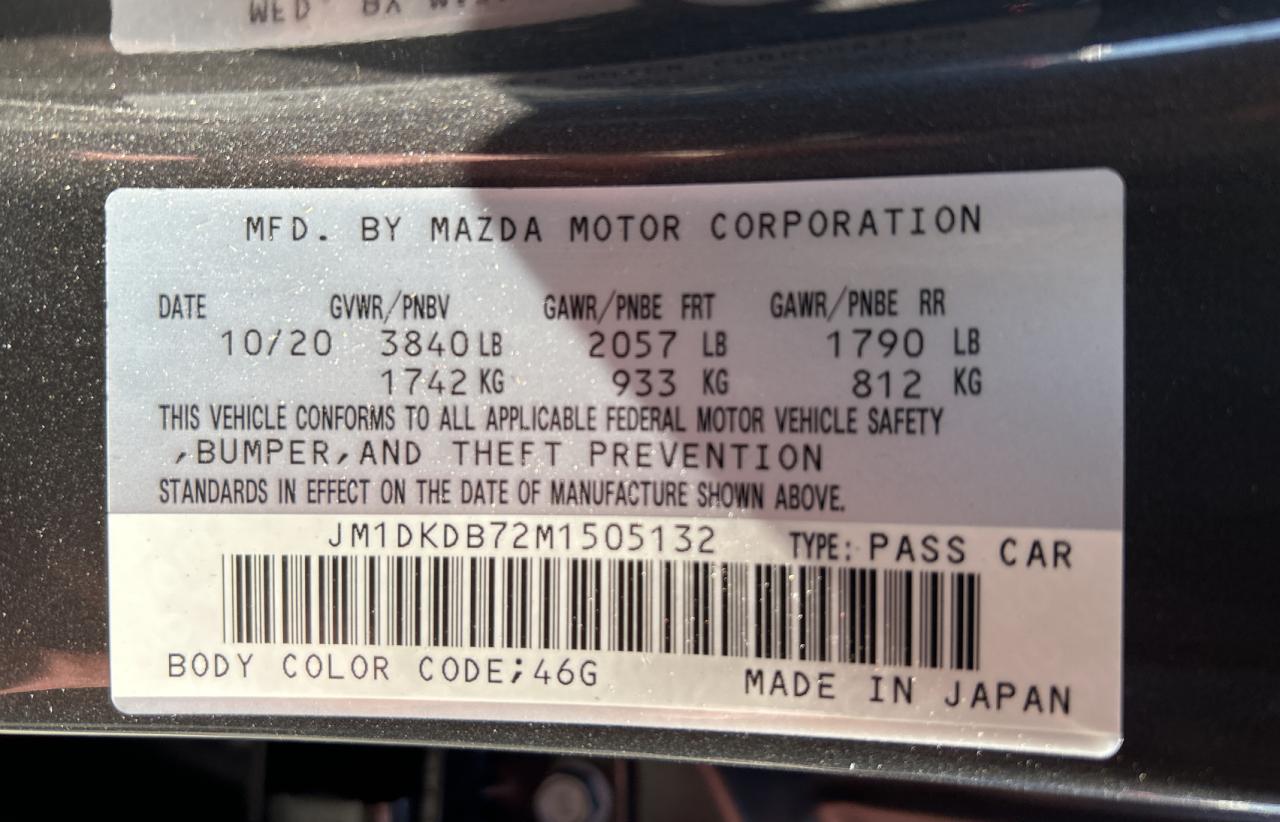 MFD. BY MAZDA MOTOR CORPORATION
DATE GVWR/PNBV GAWR/PNBE FRT GAWR/PNBE RR
10/20 3840 LB 2057 LB 1790 LB
1742 KG 933 KG 812 KG
THIS VEHICLE CONFORMS TO ALL APPLICABLE FEDERAL MOTOR VEHICLE SAFETY
,BUMPER,AND THEFT PREVENTION
STANDARDS IN EFFECT ON THE DATE OF MANUFACTURE SHOWN ABOVE.
JM1DKDB72M1505132 TYPE: PASS CAR
BODY COLOR CODE;46G MADE IN JAPAN